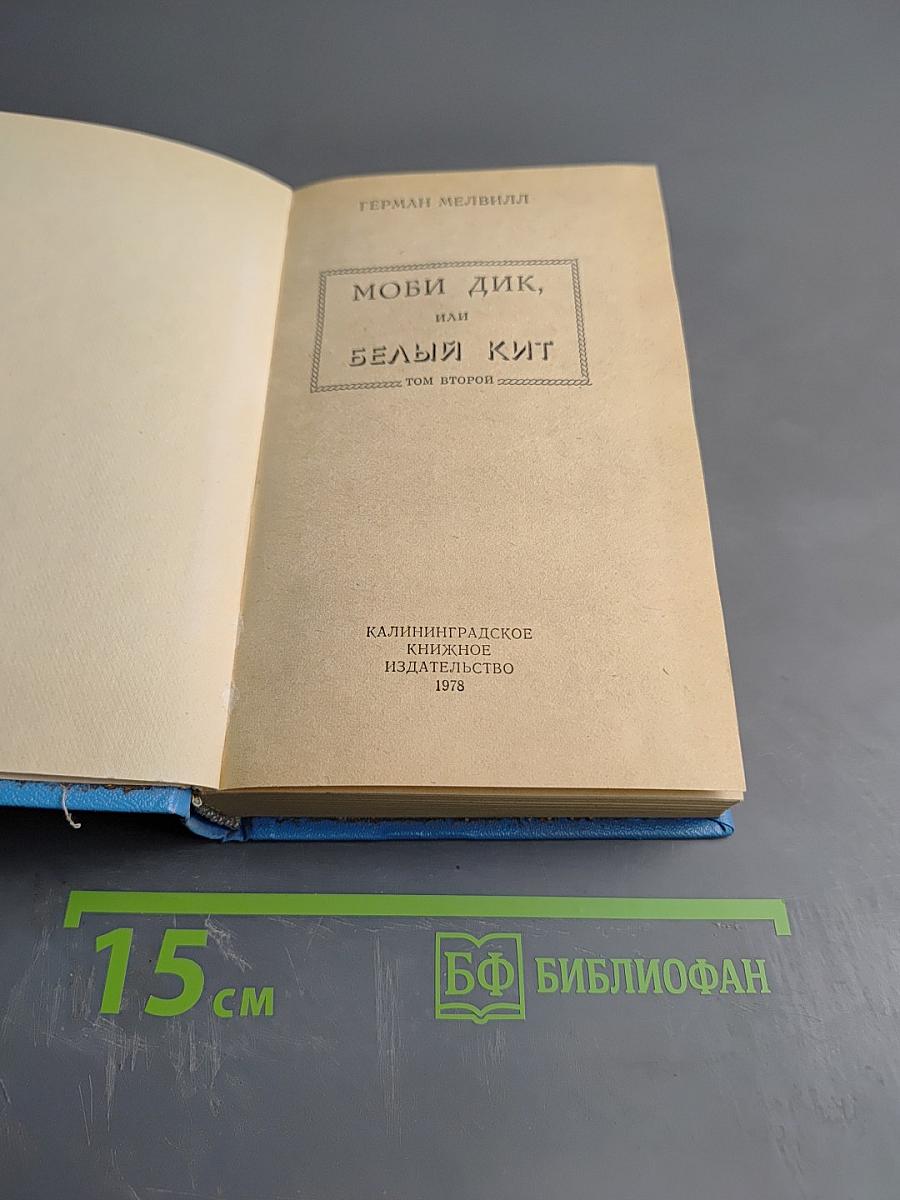 ГЕРМАН МЕЛВИЛЛ
МОБИ ДИК,
ИЛИ
БЕЛЫЙ КИТ
ТОМ ВТОРОЙ
КАЛИНИНГРАДСКОЕ
КНИЖНОЕ
ИЗДАТЕЛЬСТВО
1978
15 см
БФ БИБЛИОФАН